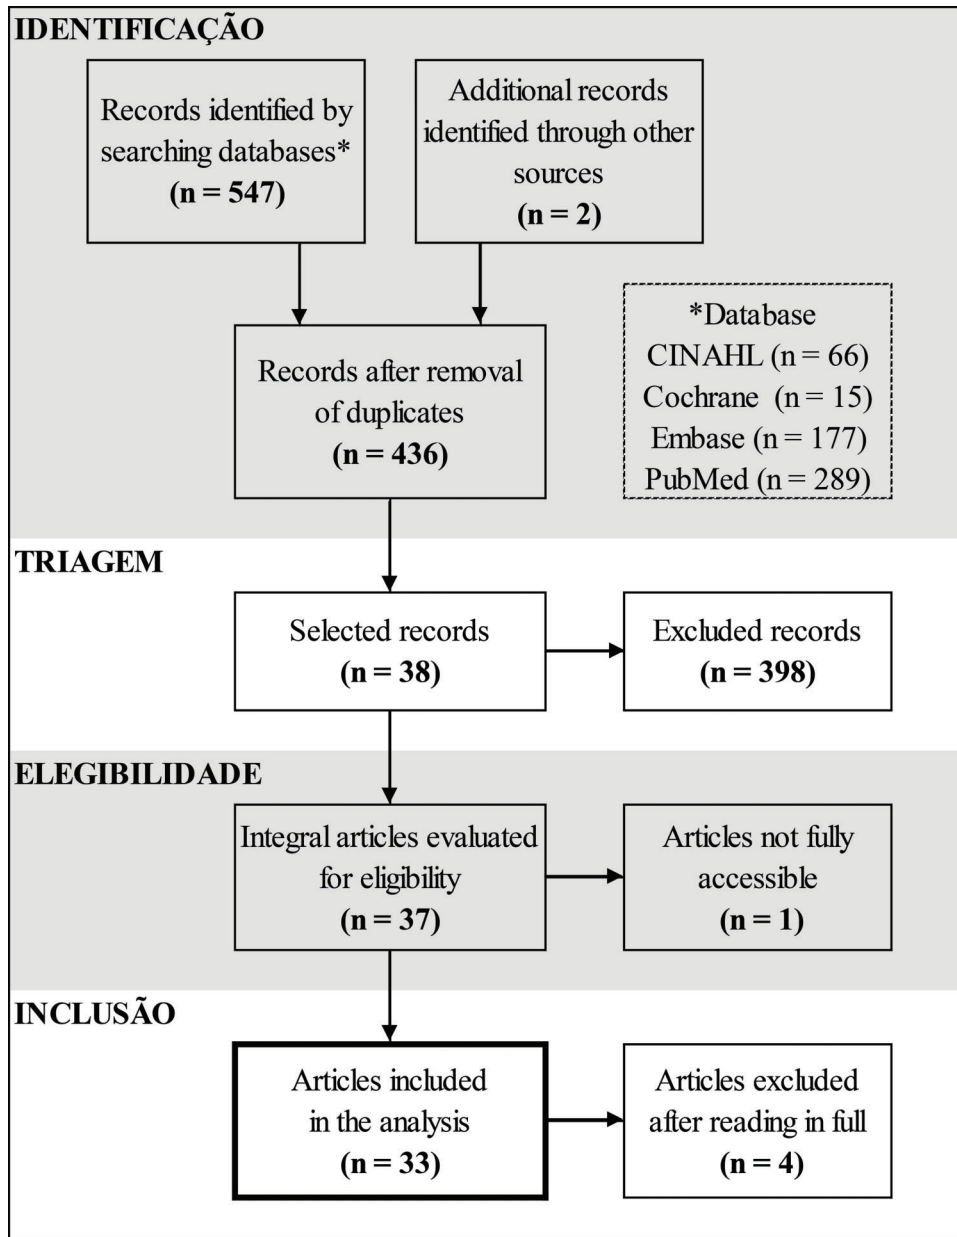 IDENTIFICAÇÃO
Records identified by
searching databases*
(n = 547)
Additional records
identified through other
sources
(n = 2)
Records after removal
of duplicates
(n = 436)
*Database
CINAHL (n = 66)
Cochrane (n = 15)
Embase (n = 177)
PubMed (n = 289)
TRIAGEM
Selected records
(n = 38)
Excluded records
(n = 398)
ELEGIBILIDADE
Integral articles evaluated
for eligibility
(n = 37)
Articles not fully
accessible
(n = 1)
INCLUSÃO
Articles included
in the analysis
(n = 33)
Articles excluded
after reading in full
(n = 4)